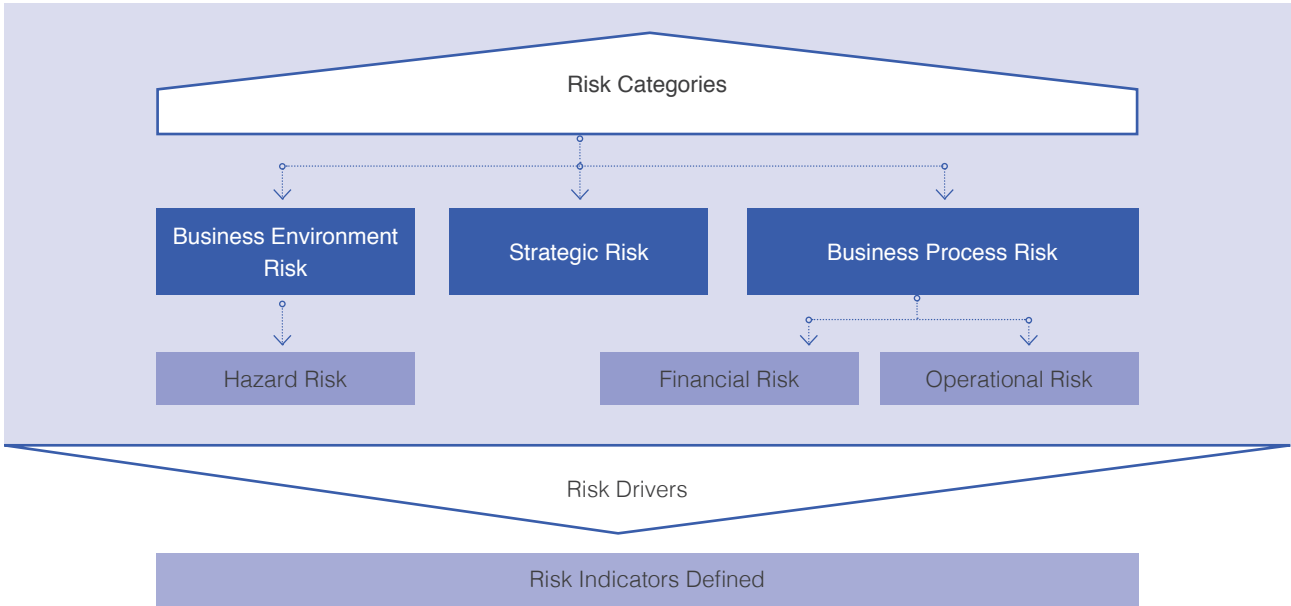 Risk Categories
Business Environment
Risk
Strategic Risk
Business Process Risk
Hazard Risk
Financial Risk
Operational Risk
Risk Drivers
Risk Indicators Defined